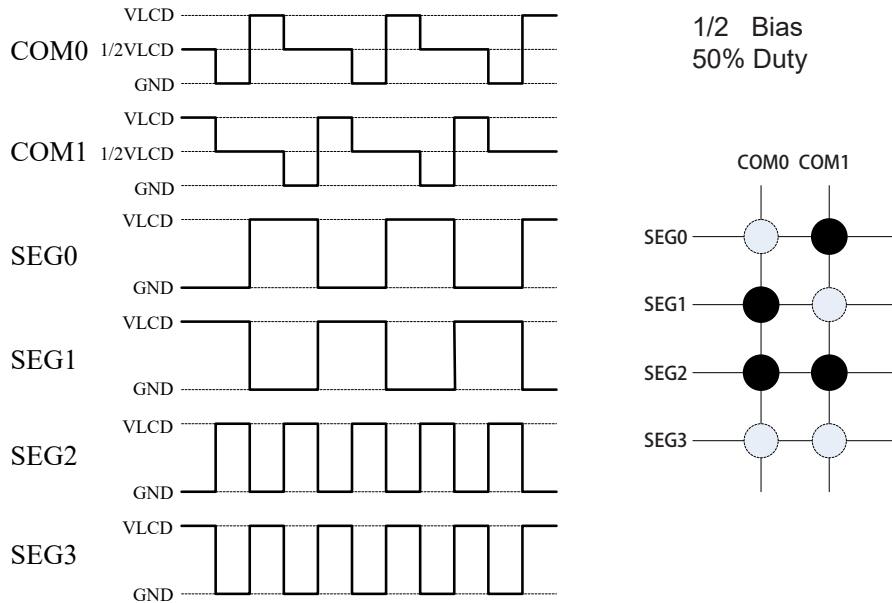 COM0
VLCD
1/2VLCD
GND
COM1
VLCD
1/2VLCD
GND
SEG0
VLCD
GND
SEG1
VLCD
GND
SEG2
VLCD
GND
SEG3
VLCD
GND
1/2 Bias
50% Duty
COM0 COM1
SEG0
SEG1
SEG2
SEG3